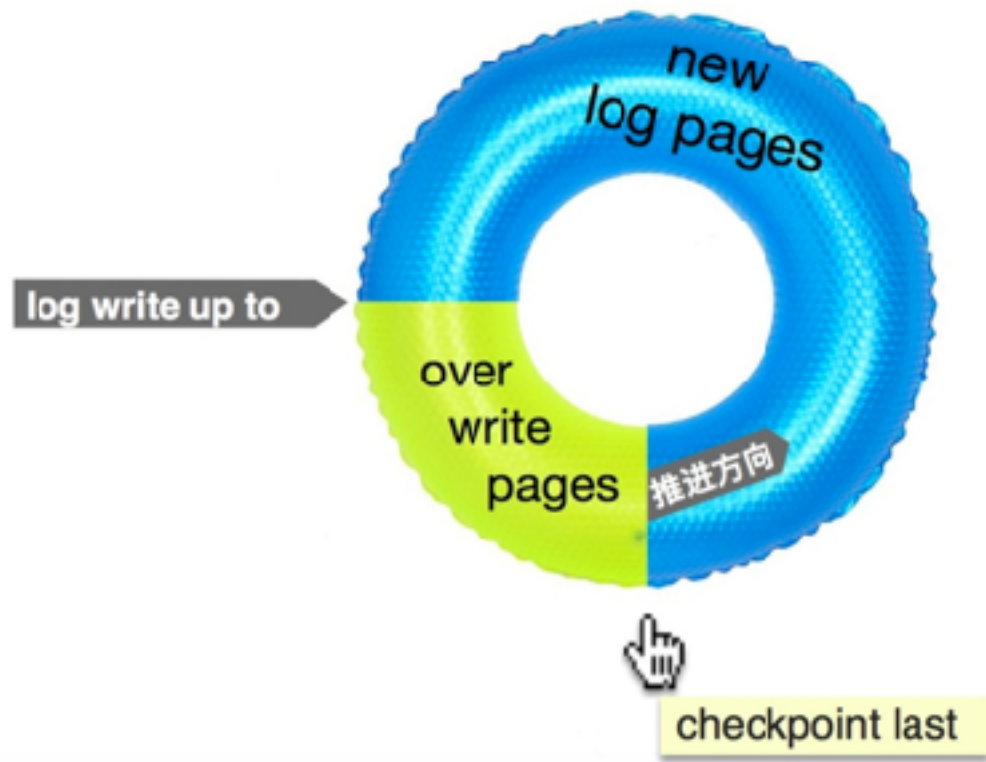 new
log pages
log write up to
over
write
pages
推进方向
checkpoint last